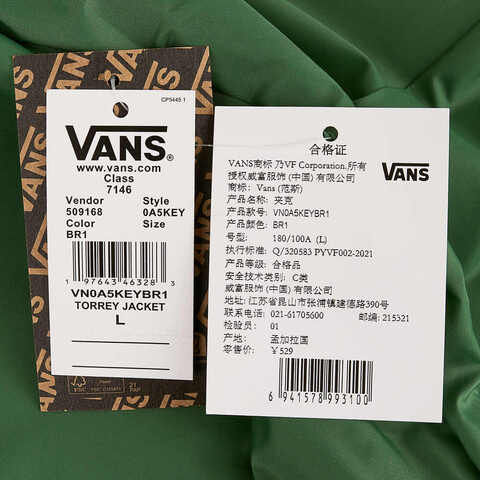 VANS
CP5445 1
VANS®
www.vans.com
Class
7146
Vendor Style
509168 0A5KEY
Color Size
BR1
1 97643 46328 3
VN0A5KEYBR1
TORREY JACKET
L
FSC
21
PAP
合格证
VANS
VANS商标 乃VF Corporation.所有
授权威富服饰 (中国) 有限公司
商标: Vans (范斯)
产品名称: 夹克
产品款号: VN0A5KEYBR1
产品颜色: BR1
号型: 180/100A (L)
执行标准: Q/320583 PYVF002-2021
产品等级: 合格品
安全技术类别: C类
威富服饰 (中国) 有限公司
地址:江苏省昆山市张浦镇建德路390号
联系电话: 021-61705600 邮编: 215321
检验员: 01
产地: 孟加拉国
零售价: ¥529
6 941578 993100